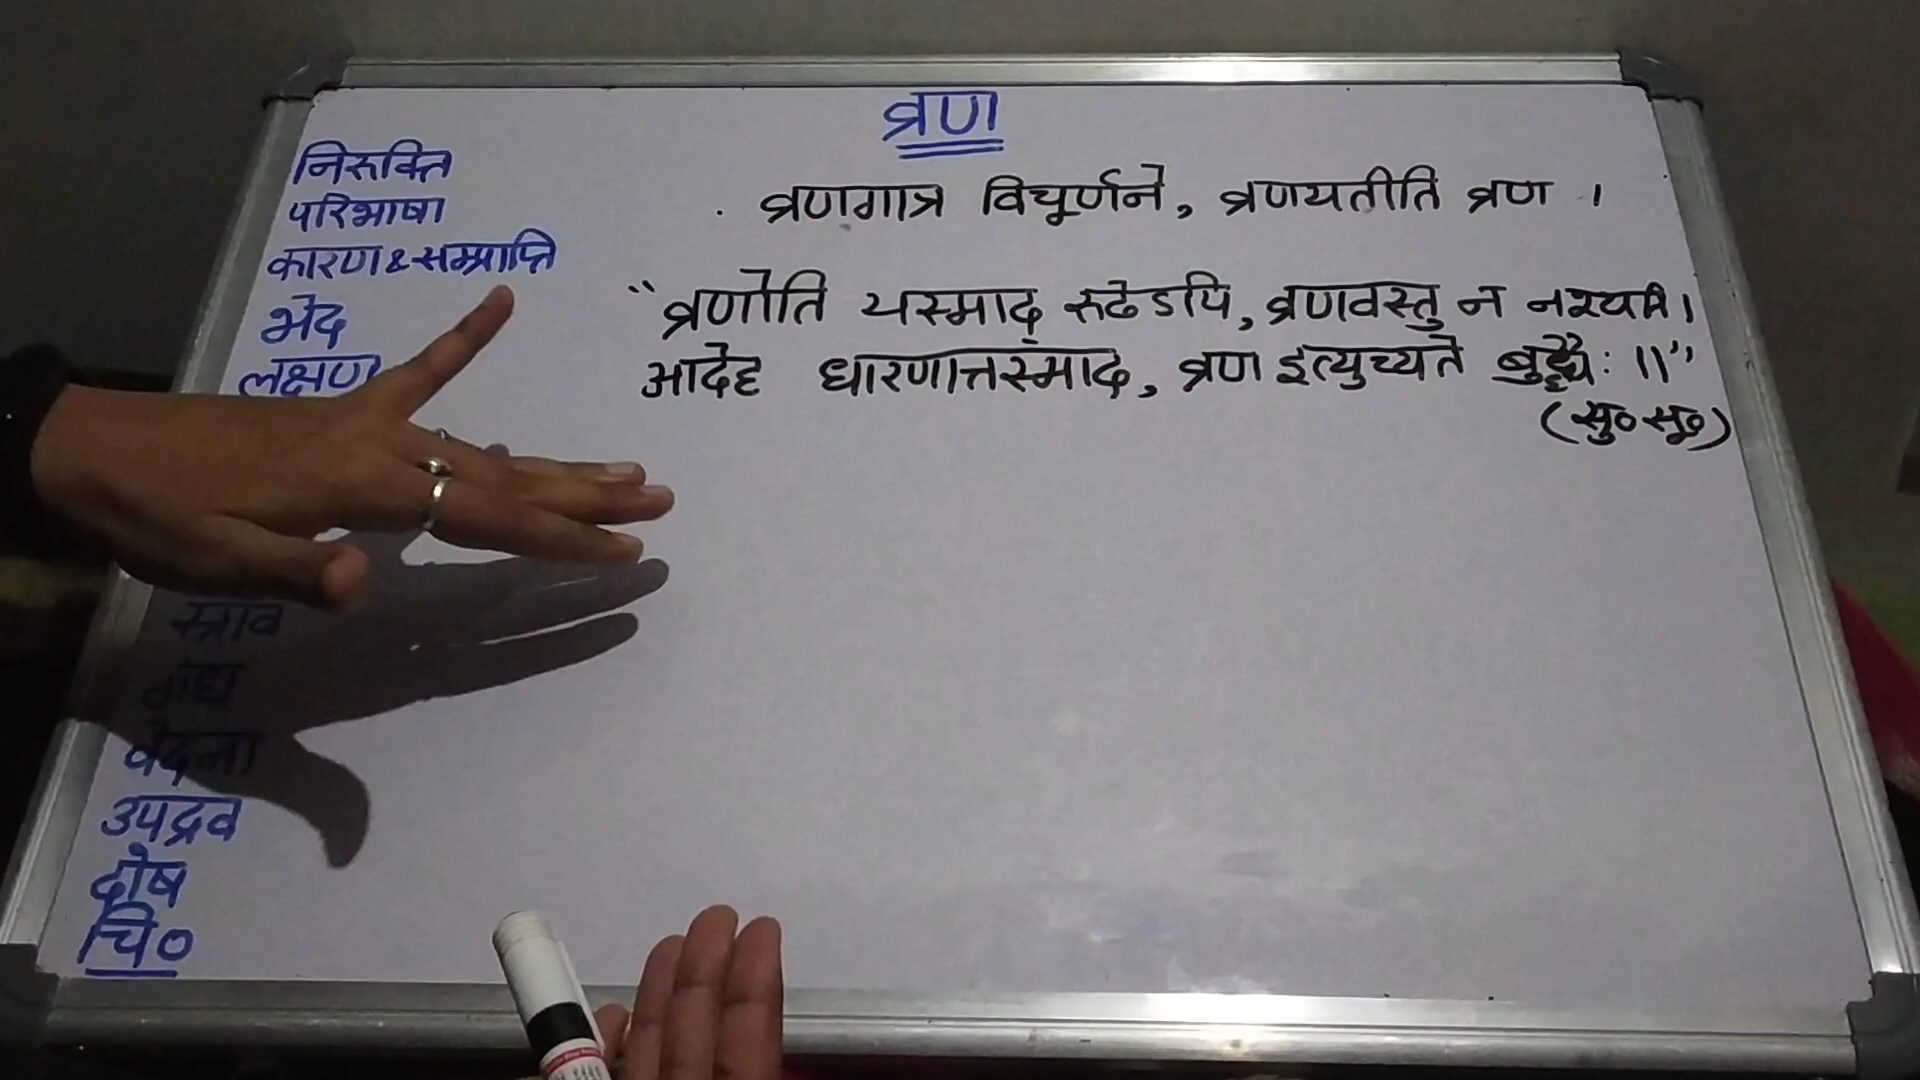 व्रण
निरूक्ति
परिभाषा
कारण & सम्प्राप्ति
भेद
लक्षण
स्त्राव
गंध
वेदना
उपद्रव
दोष
चि०
. व्रणगात्र विचूर्णने, व्रणयतीति व्रण ।
“व्रणोति यस्माद् रुढेऽपि, व्रणवस्तु न नश्यति।
आदेह धारणात्तस्माद, व्रण इत्युच्यते बुद्धैः ॥”
(सु० सू०)